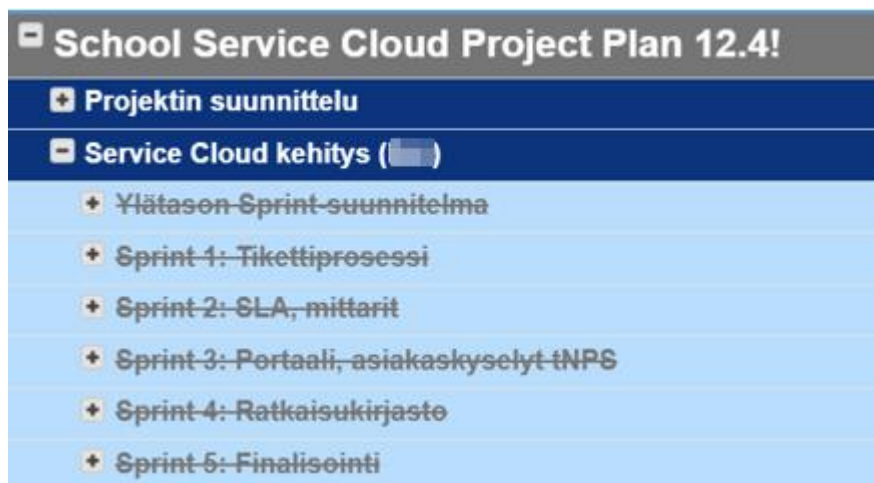 School Service Cloud Project Plan 12.4!
Projektin suunnittelu
Service Cloud kehitys ( )
Ylätason Sprint-suunnitelma
Sprint 1: Tikettiprosessi
Sprint 2: SLA, mittarit
Sprint 3: Portaali, asiakaskyselyt tNPS
Sprint 4: Ratkaisukirjasto
Sprint 5: Finalisointi